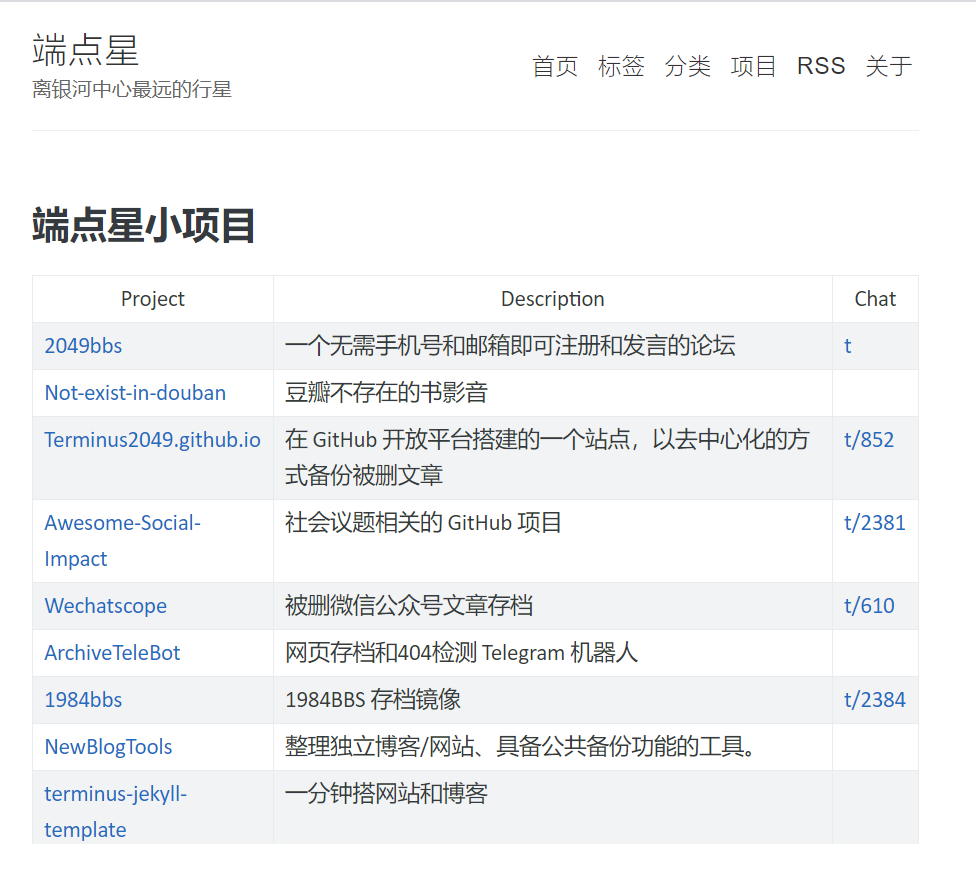 端点星
离银河中心最远的行星
首页 标签 分类 项目 RSS 关于
端点星小项目
Project Description Chat
2049bbs 一个无需手机号和邮箱即可注册和发言的论坛 t
Not-exist-in-douban 豆瓣不存在的书影音
Terminus2049.github.io 在 GitHub 开放平台搭建的一个站点，以去中心化的方 t/852
式备份被删文章
Awesome-Social- 社会议题相关的 GitHub 项目 t/2381
Impact
Wechatscope 被删微信公众号文章存档 t/610
ArchiveTeleBot 网页存档和404检测 Telegram 机器人
1984bbs 1984BBS 存档镜像 t/2384
NewBlogTools 整理独立博客/网站、具备公共备份功能的工具。
terminus-jekyll- 一分钟搭网站和博客
template